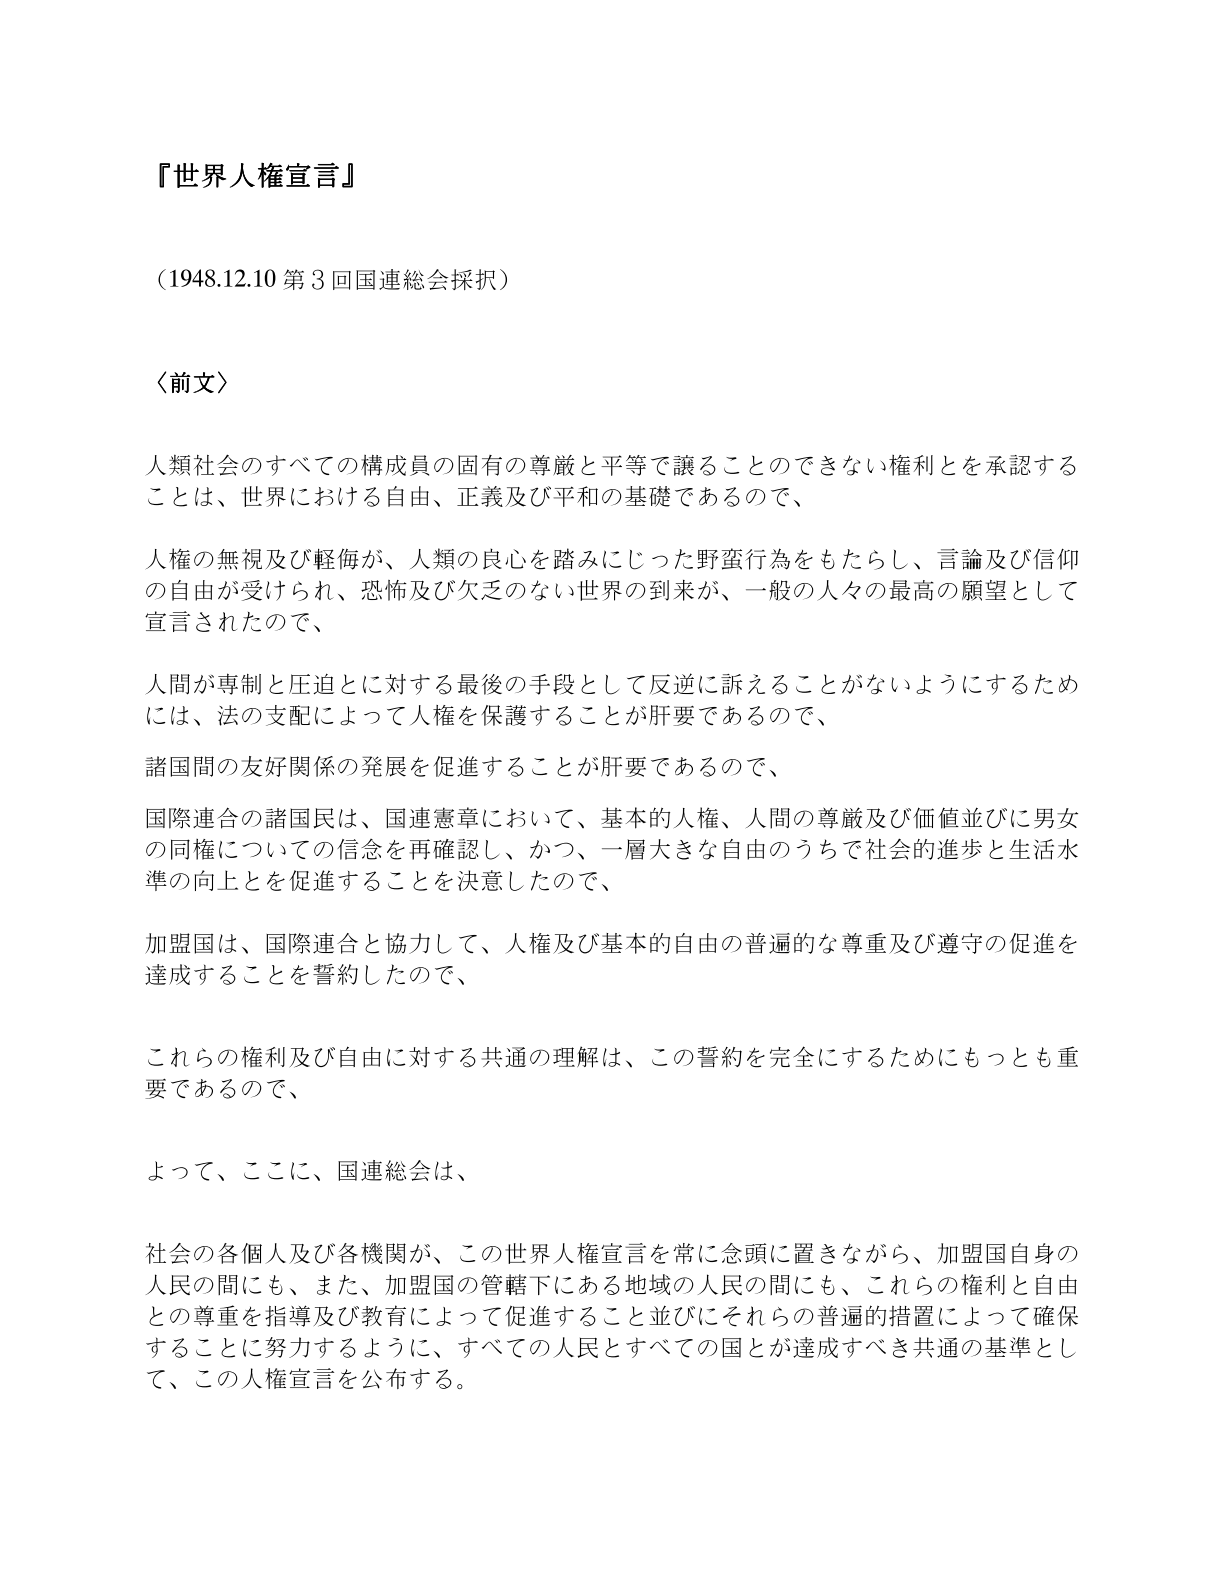 『世界人権宣言』
（1948.12.10 第３回国連総会採択）
〈前文〉
人類社会のすべての構成員の固有の尊厳と平等で譲ることのできない権利とを承認する
ことは、世界における自由、正義及び平和の基礎であるので、
人権の無視及び軽侮が、人類の良心を踏みにじった野蛮行為をもたらし、言論及び信仰
の自由が受けられ、恐怖及び欠乏のない世界の到来が、一般の人々の最高の願望として
宣言されたので、
人間が専制と圧迫とに対する最後の手段として反逆に訴えることがないようにするため
には、法の支配によって人権を保護することが肝要であるので、
諸国間の友好関係の発展を促進することが肝要であるので、
国際連合の諸国民は、国連憲章において、基本的人権、人間の尊厳及び価値並びに男女
の同権についての信念を再確認し、かつ、一層大きな自由のうちで社会的進歩と生活水
準の向上とを促進することを決意したので、
加盟国は、国際連合と協力して、人権及び基本的自由の普遍的な尊重及び遵守の促進を
達成することを誓約したので、
これらの権利及び自由に対する共通の理解は、この誓約を完全にするためにもっとも重
要であるので、
よって、ここに、国連総会は、
社会の各個人及び各機関が、この世界人権宣言を常に念頭に置きながら、加盟国自身の
人民の間にも、また、加盟国の管轄下にある地域の人民の間にも、これらの権利と自由
との尊重を指導及び教育によって促進すること並びにそれらの普遍的措置によって確保
することに努力するように、すべての人民とすべての国とが達成すべき共通の基準とし
て、この人権宣言を公布する。